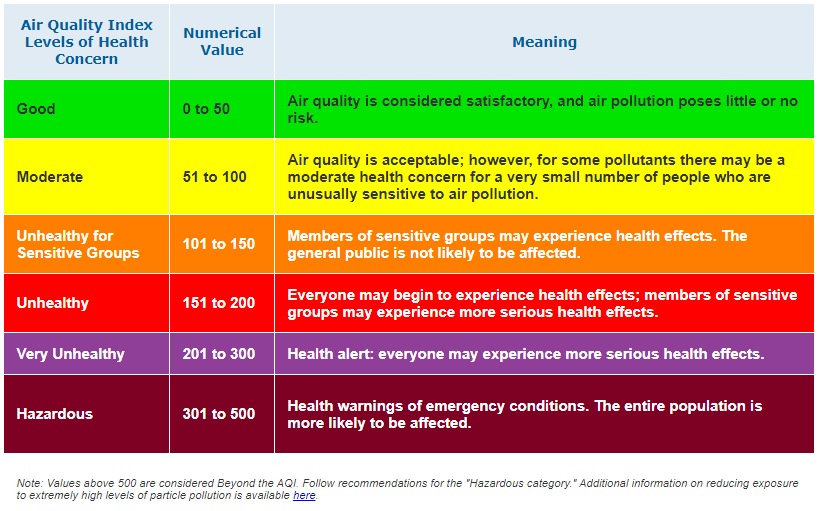 Air Quality Index
Levels of Health
Concern
Numerical
Value
Meaning
Good
0 to 50
Air quality is considered satisfactory, and air pollution poses little or no
risk.
Moderate
51 to 100
Air quality is acceptable; however, for some pollutants there may be a
moderate health concern for a very small number of people who are
unusually sensitive to air pollution.
Unhealthy for
Sensitive Groups
101 to 150
Members of sensitive groups may experience health effects. The
general public is not likely to be affected.
Unhealthy
151 to 200
Everyone may begin to experience health effects; members of sensitive
groups may experience more serious health effects.
Very Unhealthy
201 to 300
Health alert: everyone may experience more serious health effects.
Hazardous
301 to 500
Health warnings of emergency conditions. The entire population is
more likely to be affected.
Note: Values above 500 are considered Beyond the AQI. Follow recommendations for the "Hazardous category." Additional information on reducing exposure
to extremely high levels of particle pollution is available here.